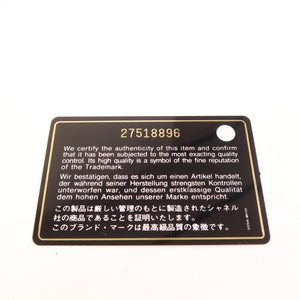 27518896
We certify the authenticity of this item and confirm
that it has been subjected to the most exacting quality
control. Its high quality is a symbol of the fine reputation
of the Trademark.
Wir bestätigen, dass es sich um einen Artikel handelt,
der während seiner Herstellung strengsten Kontrollen
unterworfen war, und dessen erstklassige Qualität
dem hohen Ansehen unserer Marke entspricht.
この製品は厳しい管理のもとに製造されたシャネル
社の商品であることを証明いたします。
このブランド・マークは最高級品質の象徴です。